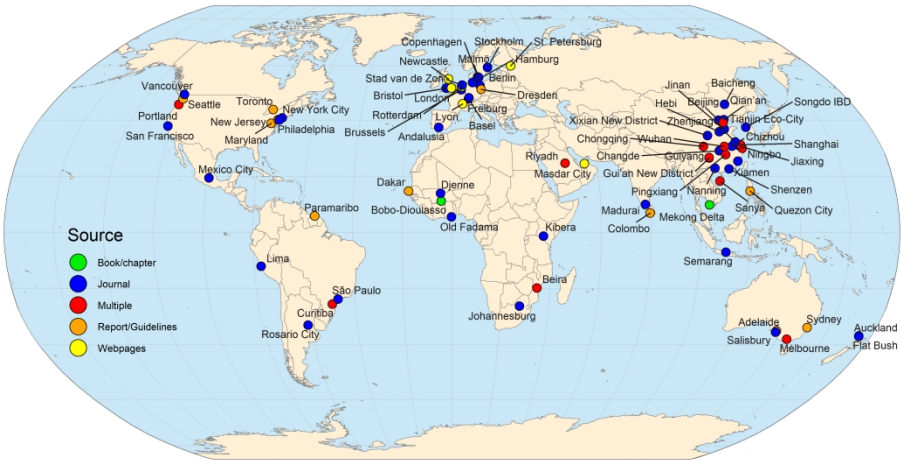 Copenhagen
Stockholm
St. Petersburg
Malmö
Hamburg
Newcastle,
Berlin
Stad van de Zon
Dresden
Bristol
London
Freiburg
Rotterdam
Lyon
Basel
Brussels
Andalusia
Vancouver
Seattle
Toronto
New York City
Portland
New Jersey
Philadelphia
San Francisco
Maryland
Mexico City
Jinan
Baicheng
Hebi
Beijing
Qian'an
Songdo IBD
Xixian New District
Zhenjiang
Tianjin Eco-City
Chongqing
Wuhan
Chizhou
Shanghai
Changde
Guiyang
Ningbo
Jiaxing
Gui'an New District
Xiamen
Pingxiang
Nanning
Shenzen
Sanya
Quezon City
Riyadh
Masdar City
Madurai
Colombo
Mekong Delta
Semarang
Dakar
Djenne
Bobo-Dioulasso
Old Fadama
Kibera
Beira
Johannesburg
Paramaribo
Lima
São Paulo
Curitiba
Rosario City
Adelaide
Sydney
Salisbury
Melbourne
Auckland
Flat Bush
Source
Book/chapter
Journal
Multiple
Report/Guidelines
Webpages